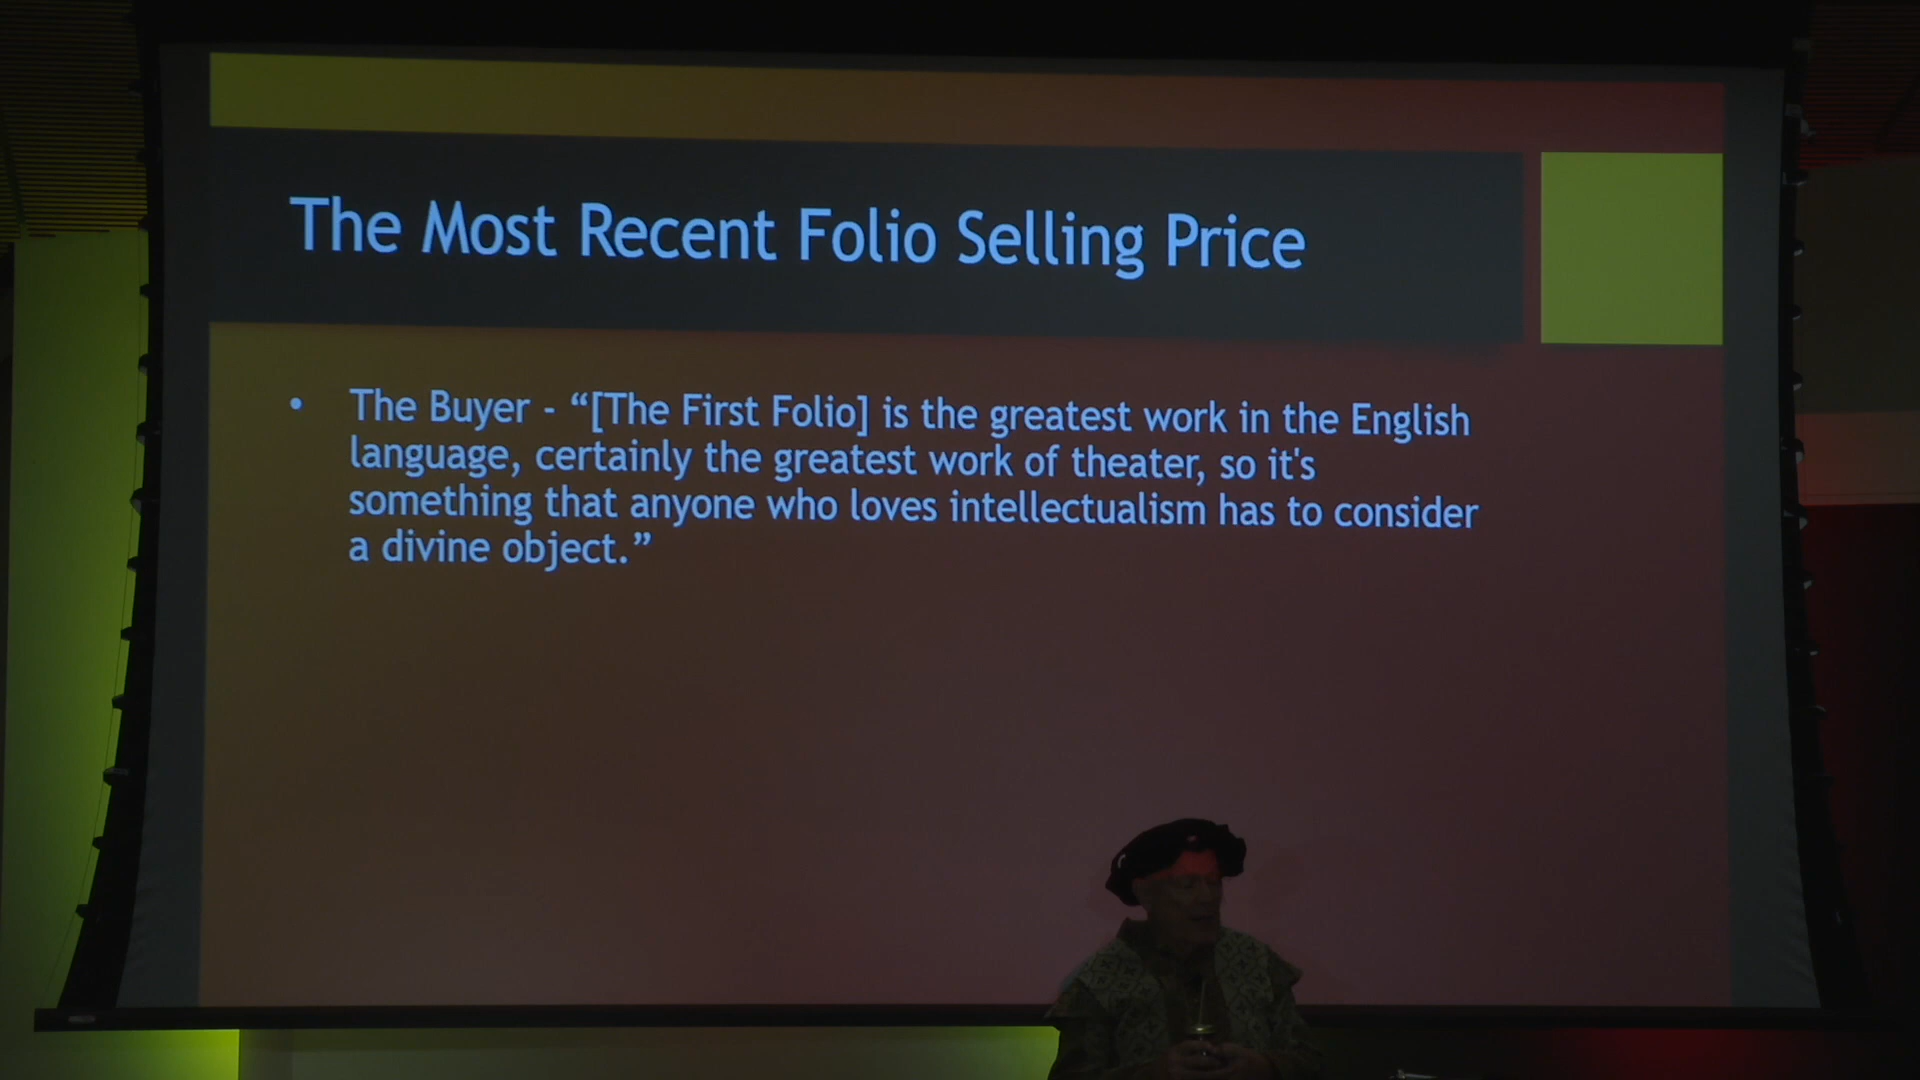 The Most Recent Folio Selling Price
• The Buyer - “[The First Folio] is the greatest work in the English
language, certainly the greatest work of theater, so it's
something that anyone who loves intellectualism has to consider
a divine object.”